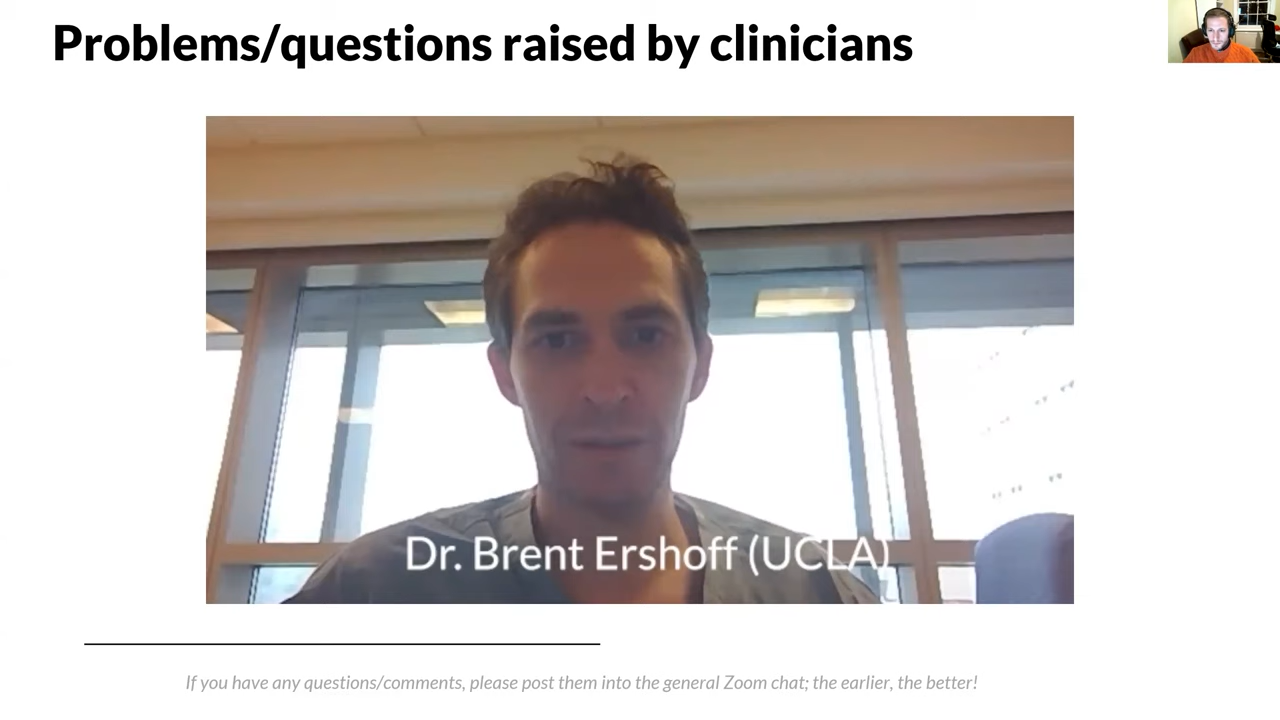 Problems/questions raised by clinicians
Dr. Brent Ershoff (UCLA)
If you have any questions/comments, please post them into the general Zoom chat; the earlier, the better!